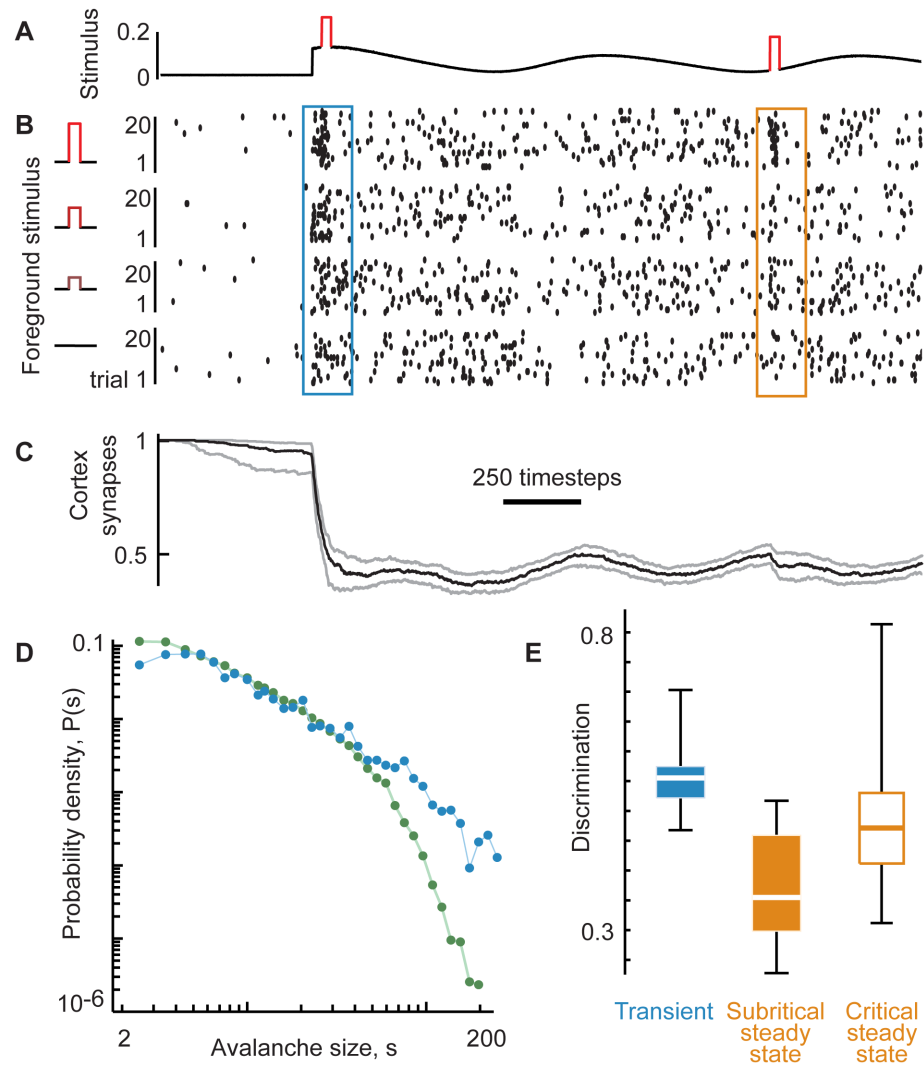 A
Stimulus
0.2
0
B
Foreground stimulus
20
1
20
1
20
1
20
trial 1
C
Cortex
synapses
1
0.5
250 timesteps
D
Probability density, P(s)
0.1
10-6
2
200
Avalanche size, s
E
Discrimination
0.8
0.3
Transient
Subritical
steady
state
Critical
steady
state